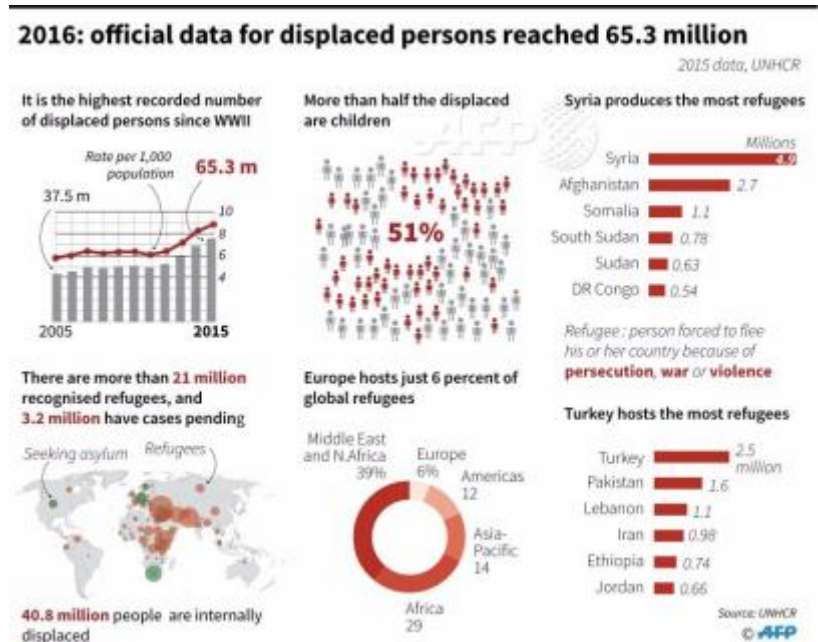 2016: official data for displaced persons reached 65.3 million
2015 data, UNHCR
It is the highest recorded number
of displaced persons since WWII
Rate per 1,000
population
65.3 m
37.5 m
10
8
6
4
2005
2015
More than half the displaced
are children
AFP
51%
Syria produces the most refugees
Millions
Syria 4.9
Afghanistan 2.7
Somalia 1.1
South Sudan 0.78
Sudan 0.63
DR Congo 0.54
Refugee : person forced to flee
his or her country because of
persecution, war or violence
There are more than 21 million
recognised refugees, and
3.2 million have cases pending
Seeking asylum
Refugees
40.8 million people are internally
displaced
Europe hosts just 6 percent of
global refugees
Middle East
and N.Africa
39%
Europe
6%
Americas
12
Asia-
Pacific
14
Africa
29
Turkey hosts the most refugees
Turkey 2.5
million
Pakistan 1.6
Lebanon 1.1
Iran 0.98
Ethiopia 0.74
Jordan 0.66
Source: UNHCR
© AFP